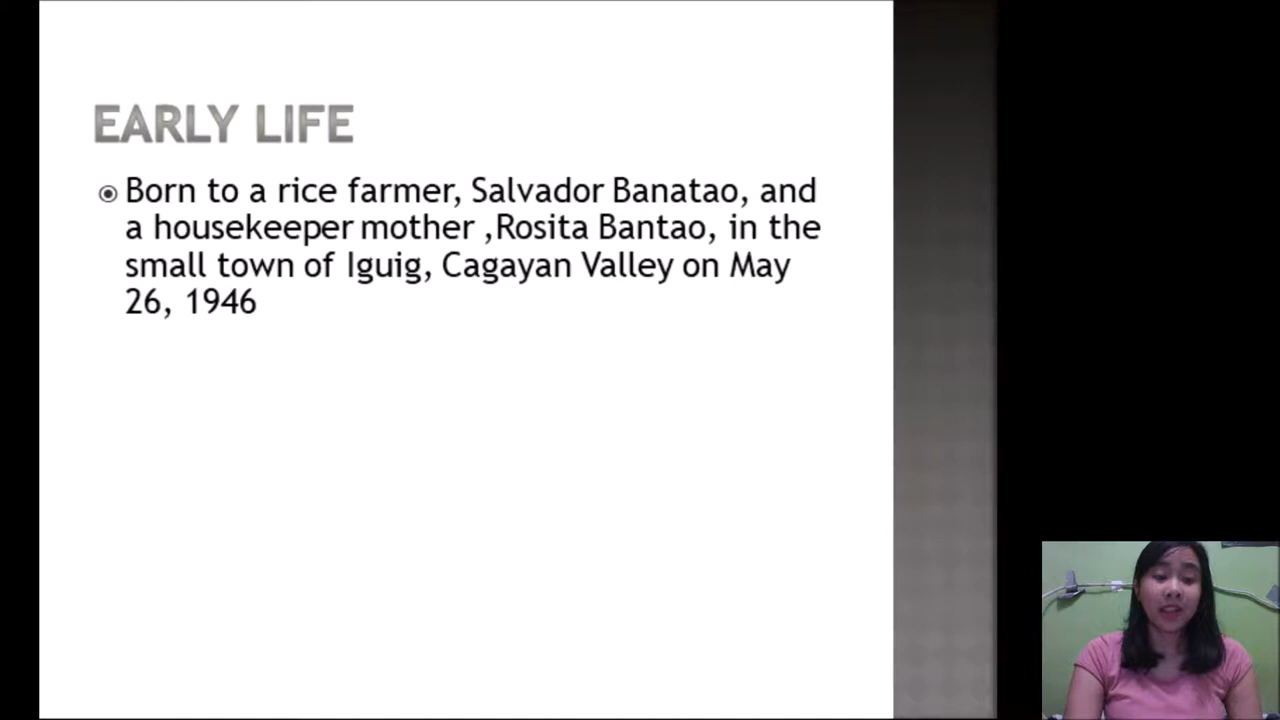 EARLY LIFE
Born to a rice farmer, Salvador Banatao, and
a housekeeper mother ,Rosita Bantao, in the
small town of Iguig, Cagayan Valley on May
26, 1946